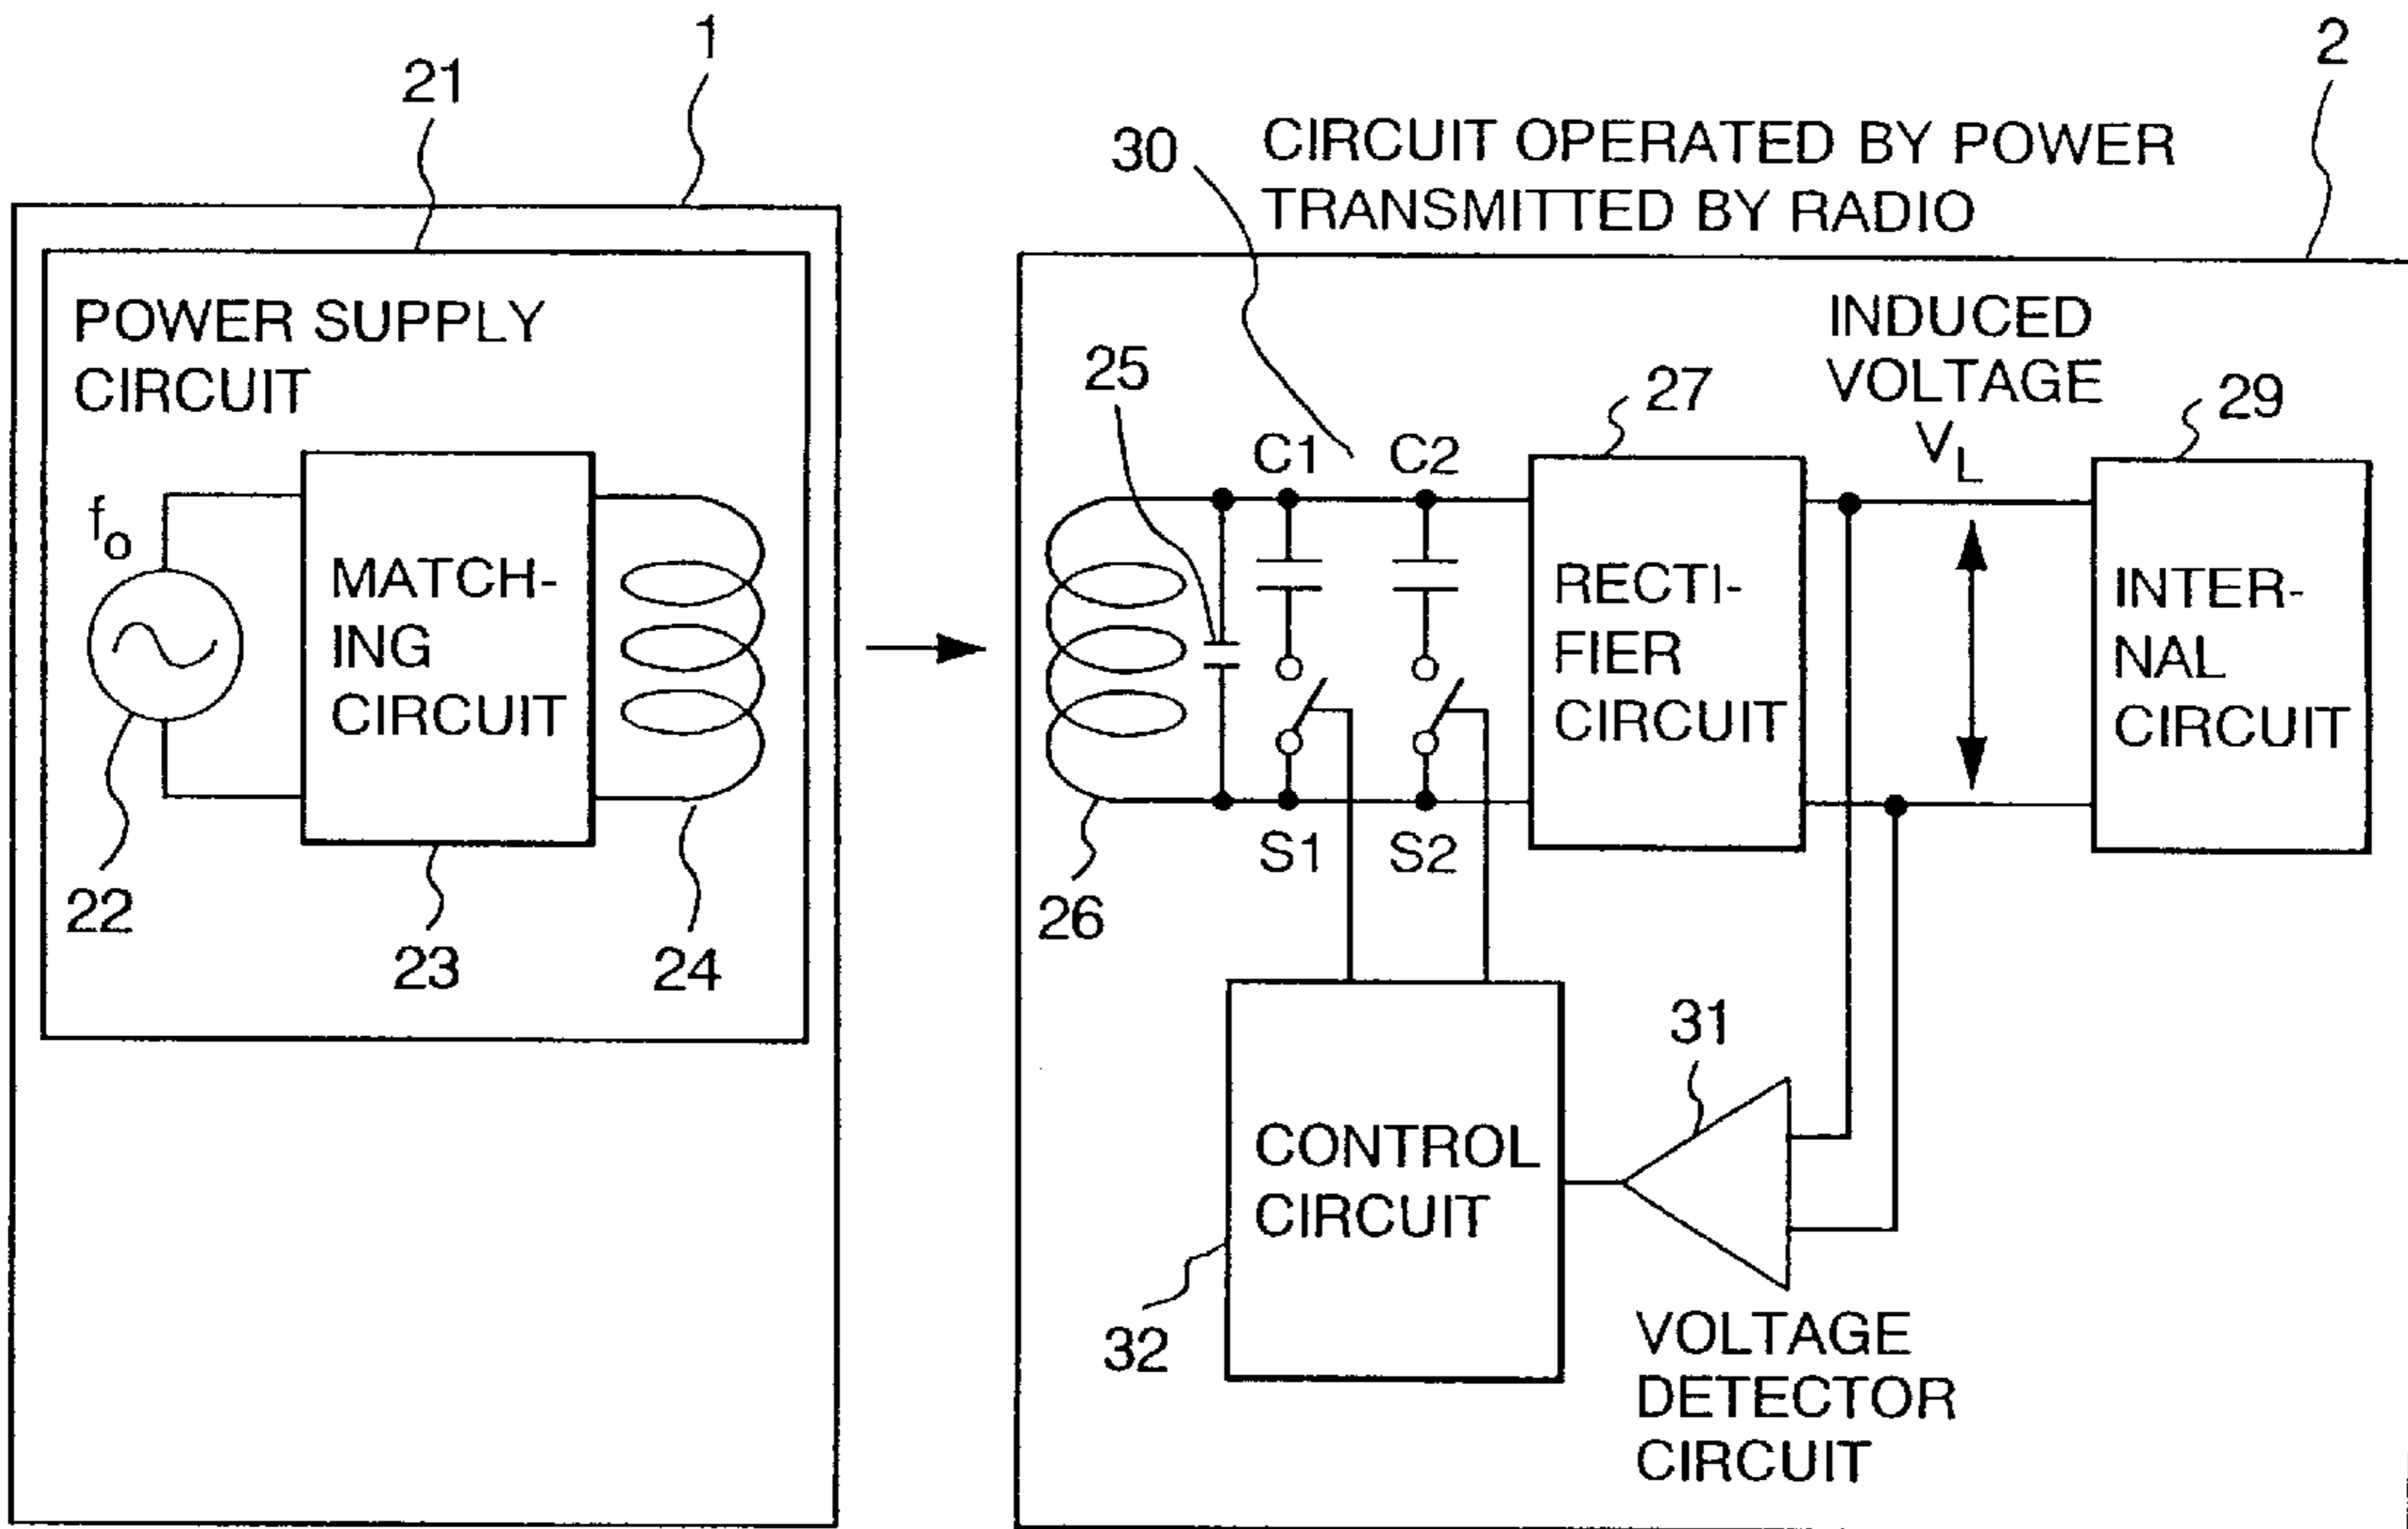 1
21
POWER SUPPLY
CIRCUIT
fo
MATCH-
ING
CIRCUIT
22
23
24
2
30
CIRCUIT OPERATED BY POWER
TRANSMITTED BY RADIO
25
C1
C2
27
INDUCED
VOLTAGE
VL
29
RECTI-
FIER
CIRCUIT
INTER-
NAL
CIRCUIT
26
S1
S2
CONTROL
CIRCUIT
31
32
VOLTAGE
DETECTOR
CIRCUIT